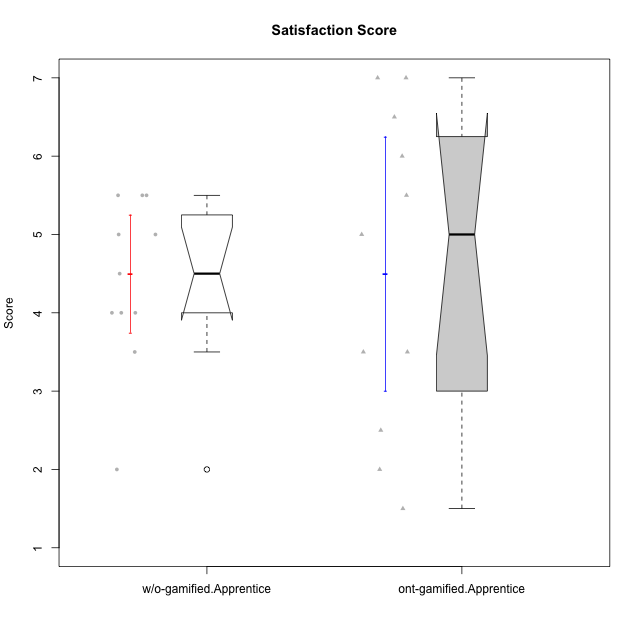 Satisfaction Score
Score
7
6
5
4
3
2
1
w/o-gamified.Apprentice
ont-gamified.Apprentice